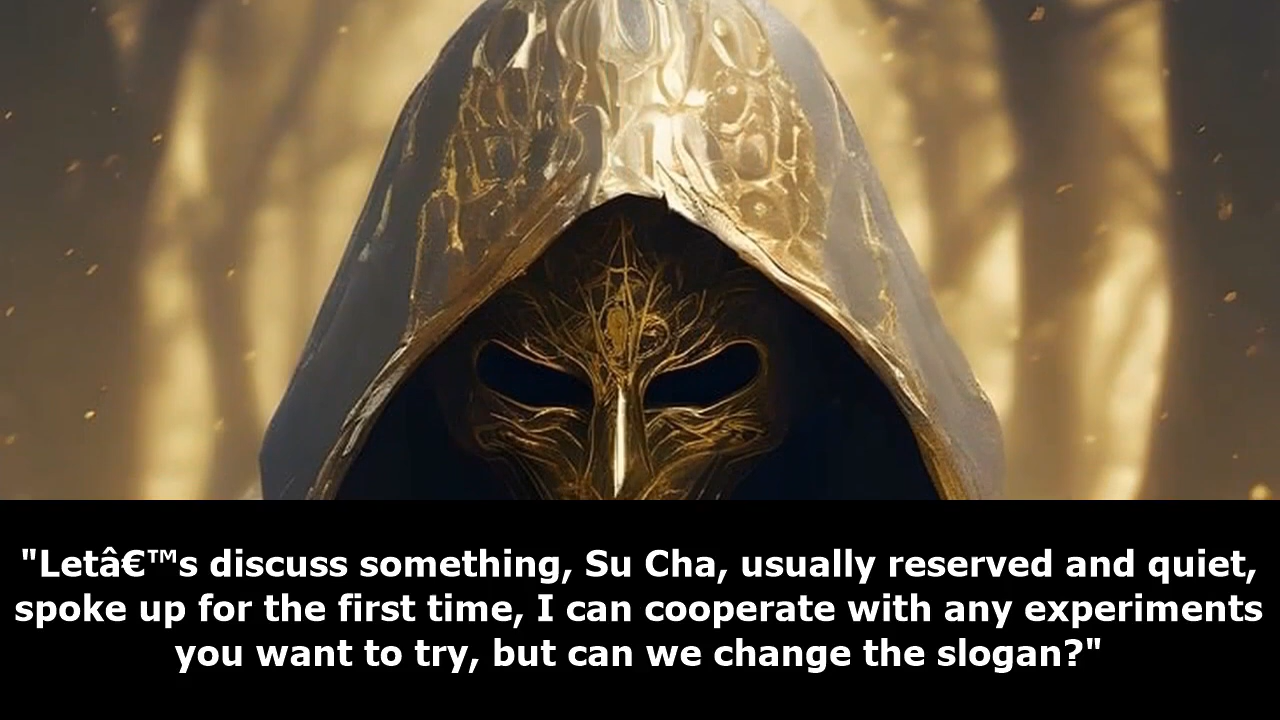 "Letâ€™s discuss something, Su Cha, usually reserved and quiet,
spoke up for the first time, I can cooperate with any experiments
you want to try, but can we change the slogan?"